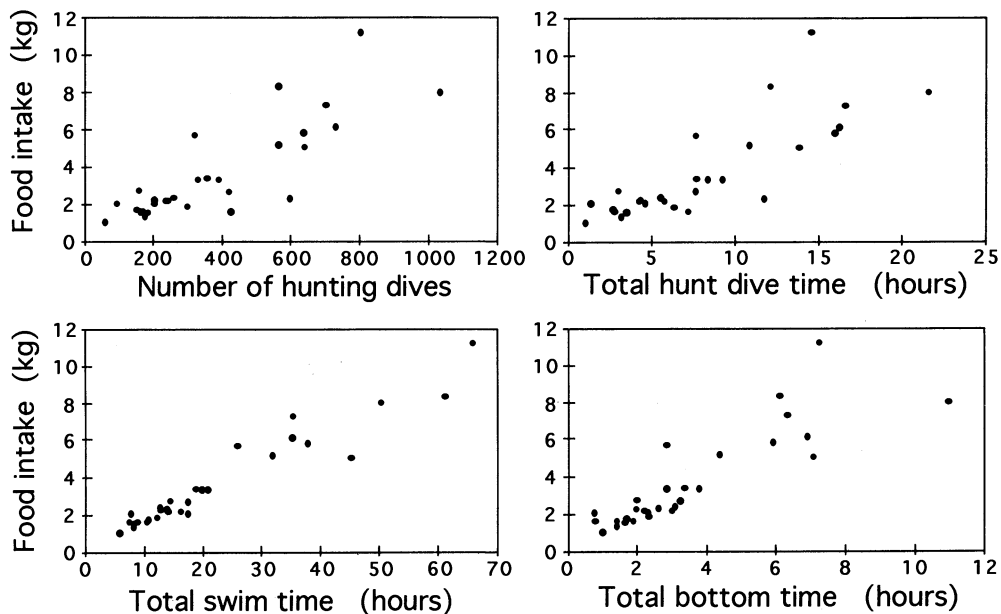 Food intake (kg)
12
10
8
6
4
2
0
0 200 400 600 800 1000 1200
Number of hunting dives
12
10
8
6
4
2
0
0 5 10 15 20 25
Total hunt dive time (hours)
Food intake (kg)
12
10
8
6
4
2
0
0 10 20 30 40 50 60 70
Total swim time (hours)
12
10
8
6
4
2
0
0 2 4 6 8 10 12
Total bottom time (hours)